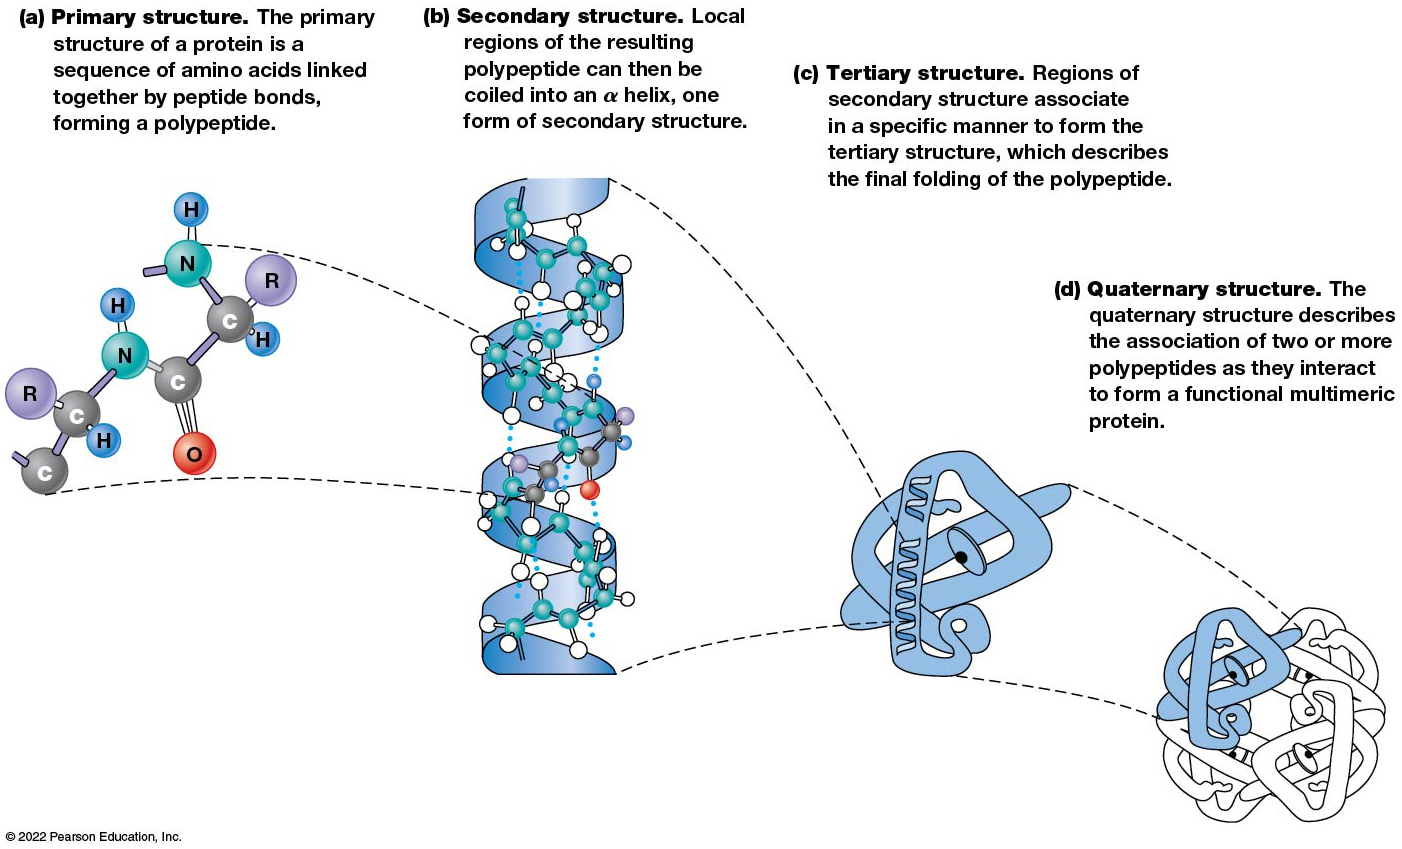 (a) Primary structure. The primary
structure of a protein is a
sequence of amino acids linked
together by peptide bonds,
forming a polypeptide.
(b) Secondary structure. Local
regions of the resulting
polypeptide can then be
coiled into an α helix, one
form of secondary structure.
(c) Tertiary structure. Regions of
secondary structure associate
in a specific manner to form the
tertiary structure, which describes
the final folding of the polypeptide.
(d) Quaternary structure. The
quaternary structure describes
the association of two or more
polypeptides as they interact
to form a functional multimeric
protein.
H
N
R
H
C
H
N
C
R
C
H
O
C
© 2022 Pearson Education, Inc.